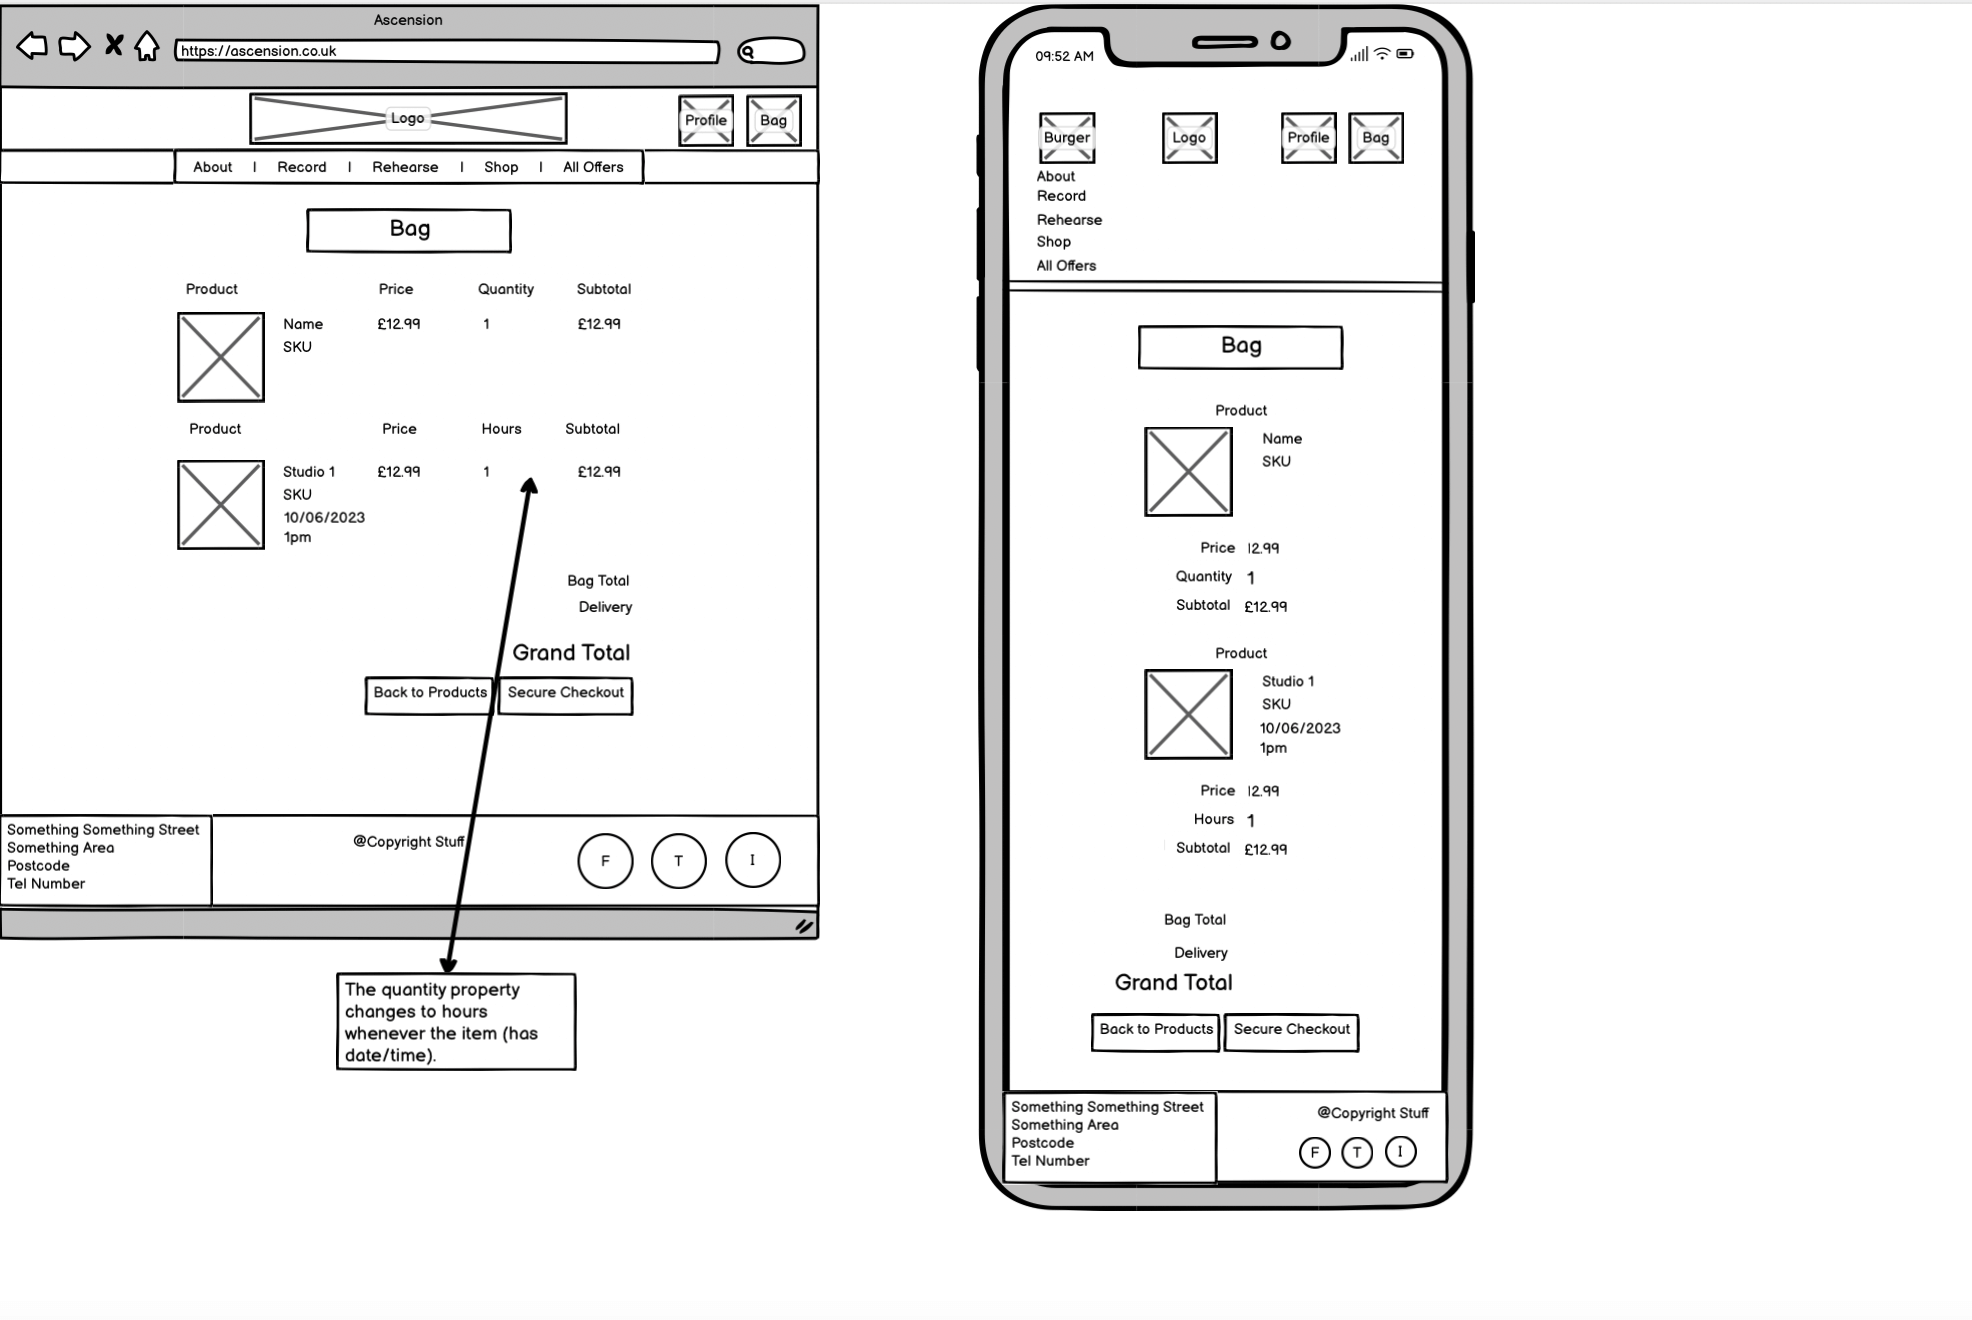 Ascension
https://ascension.co.uk
Logo
Profile
Bag
About | Record | Rehearse | Shop | All Offers
Bag
Product Price Quantity Subtotal
Name £12.99 1 £12.99
SKU
Product Price Hours Subtotal
Studio 1 £12.99 1 £12.99
SKU
10/06/2023
1pm
Bag Total
Delivery
Grand Total
Back to Products
Secure Checkout
Something Something Street
Something Area
Postcode
Tel Number
@Copyright Stuff
F T I
The quantity property
changes to hours
whenever the item (has
date/time).
09:52 AM
Burger
Logo
Profile
Bag
About
Record
Rehearse
Shop
All Offers
Bag
Product
Name
SKU
Price 12.99
Quantity 1
Subtotal £12.99
Product
Studio 1
SKU
10/06/2023
1pm
Price 12.99
Hours 1
Subtotal £12.99
Bag Total
Delivery
Grand Total
Back to Products
Secure Checkout
Something Something Street
Something Area
Postcode
Tel Number
@Copyright Stuff
F T I